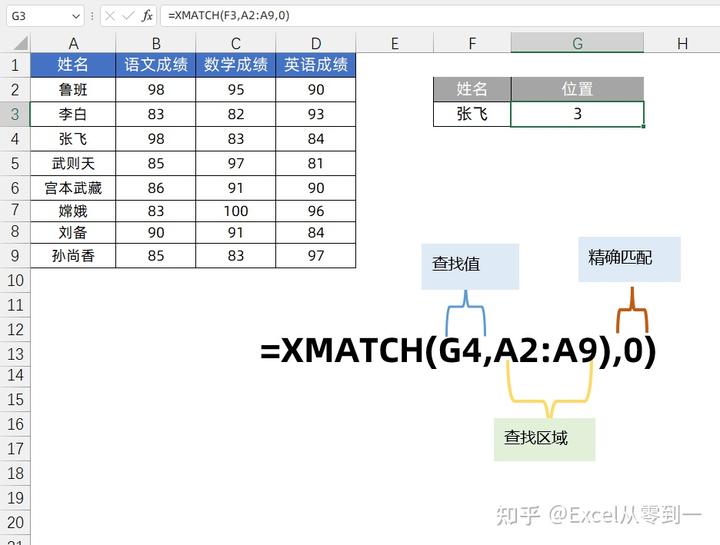 G3
fx
=XMATCH(F3,A2:A9,0)
A B C D E F G H
1 姓名 语文成绩 数学成绩 英语成绩
2 鲁班 98 95 90 姓名 位置
3 李白 83 82 93 张飞 3
4 张飞 98 83 84
5 武则天 85 97 81
6 宫本武藏 86 91 90
7 嫦娥 83 100 96
8 刘备 90 91 84
9 孙尚香 85 83 97
10
查找值 精确匹配
11
12
13
=XMATCH(G4,A2:A9),0)
14
15
16
查找区域
17
18
19
知乎 @Excel从零到一
20
21